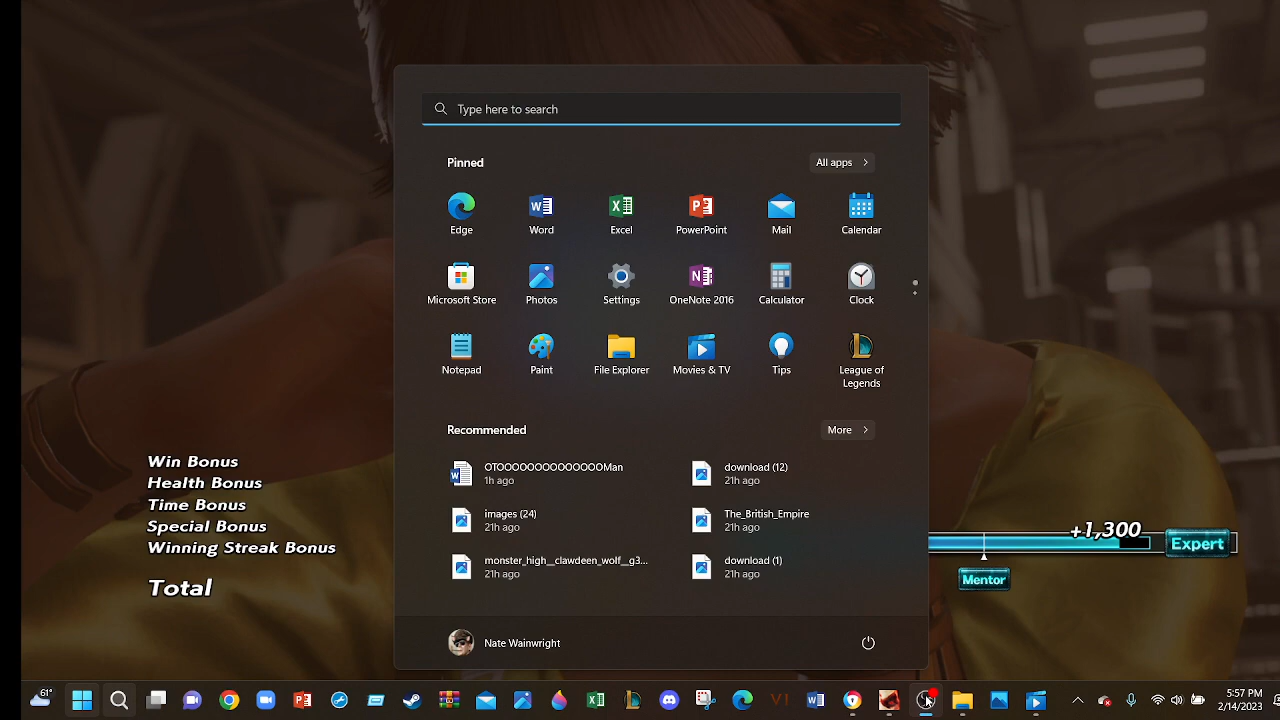 Type here to search
Pinned
All apps
Edge
Word
Excel
PowerPoint
Mail
Calendar
Microsoft Store
Photos
Settings
OneNote 2016
Calculator
Clock
Notepad
Paint
File Explorer
Movies & TV
Tips
League of
Legends
Recommended
More
OTOOOOOOOOOOOOOOMan
1h ago
download (12)
21h ago
images (24)
21h ago
The_British_Empire
21h ago
monster_high__clawdeen_wolf__g3...
21h ago
download (1)
21h ago
Nate Wainwright
Win Bonus
Health Bonus
Time Bonus
Special Bonus
Winning Streak Bonus
Total
+1,300
Expert
Mentor
61°
VI
5:57 PM
2/14/2023